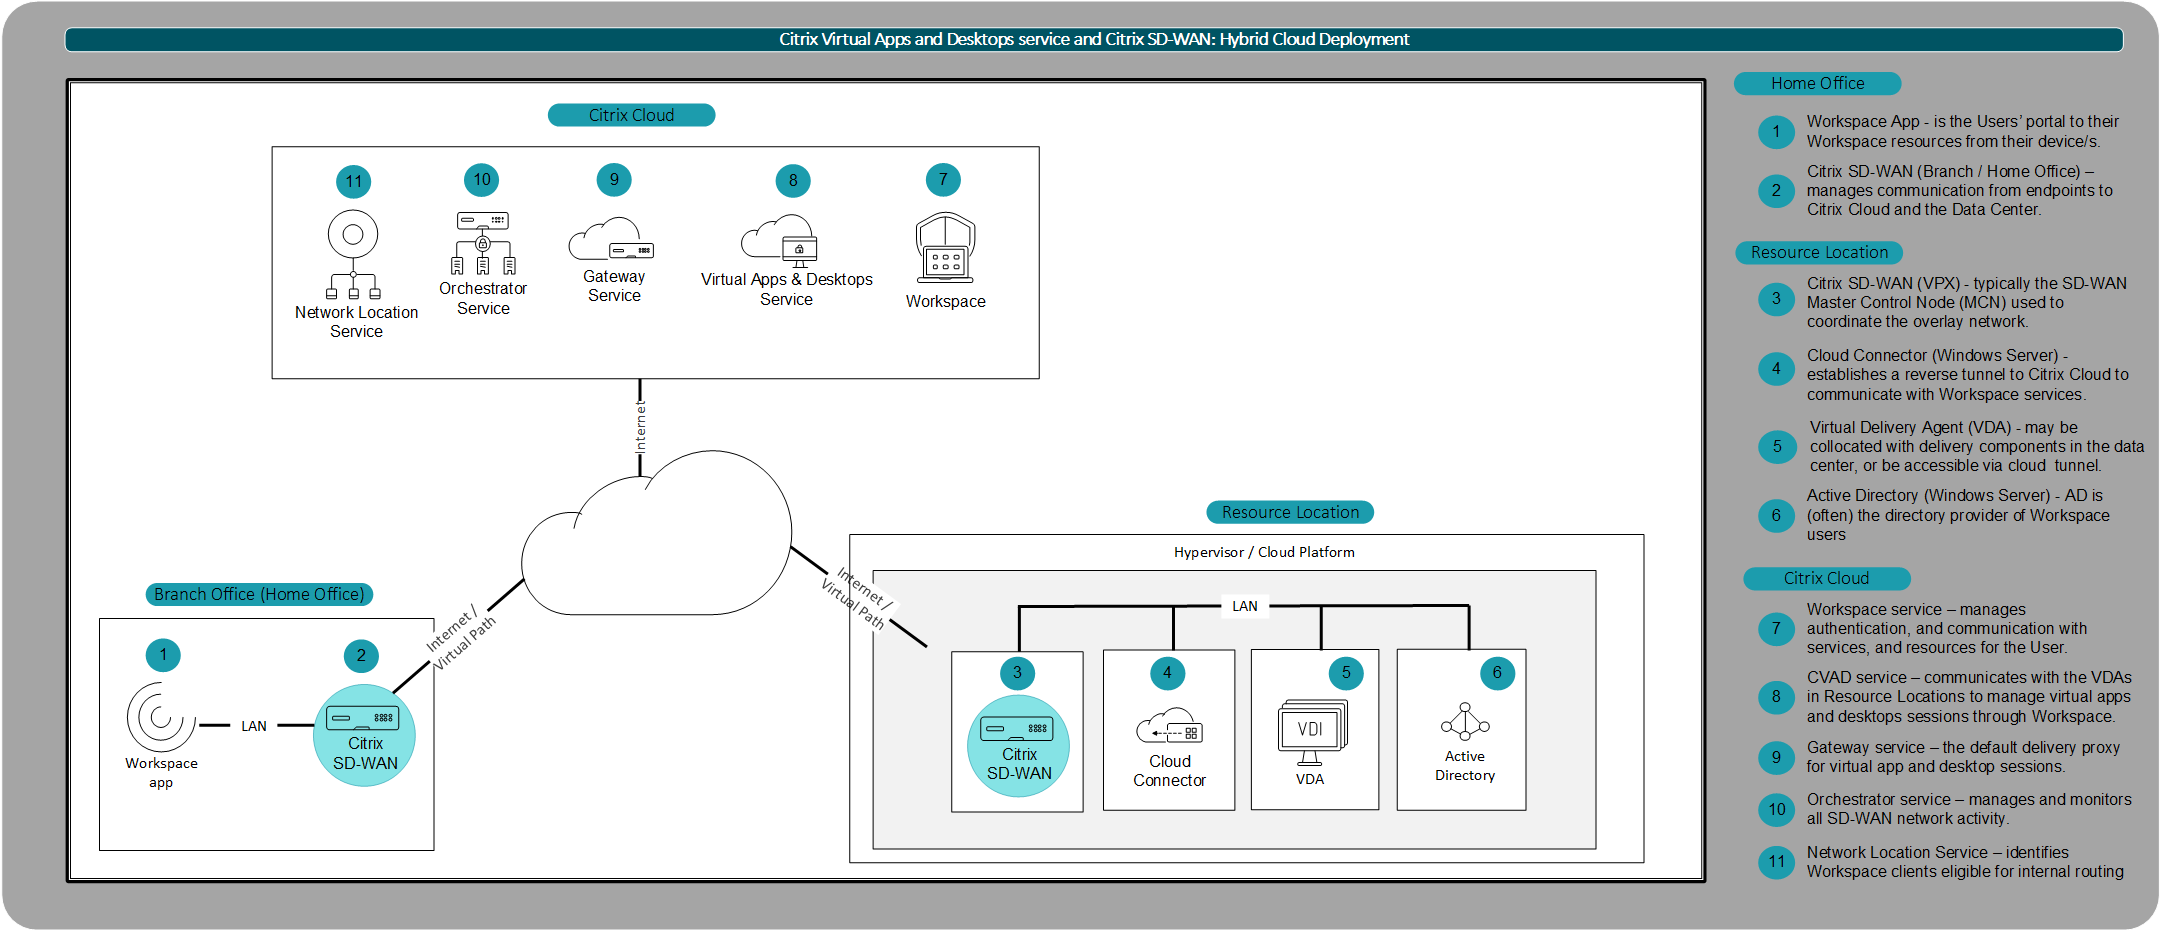 Citrix Virtual Apps and Desktops service and Citrix SD-WAN: Hybrid Cloud Deployment
Citrix Cloud
11
10
9
8
7
Network Location
Service
Orchestrator
Service
Gateway
Service
Virtual Apps & Desktops
Service
Workspace
Internet
Branch Office (Home Office)
1
2
Workspace
app
LAN
Citrix
SD-WAN
Internet /
Virtual Path
Internet /
Virtual Path
Resource Location
Hypervisor / Cloud Platform
LAN
3
Citrix
SD-WAN
4
Cloud
Connector
5
VDI
VDA
6
Active
Directory
Home Office
1
Workspace App - is the Users’ portal to their
Workspace resources from their device/s.
2
Citrix SD-WAN (Branch / Home Office) –
manages communication from endpoints to
Citrix Cloud and the Data Center.
Resource Location
3
Citrix SD-WAN (VPX) - typically the SD-WAN
Master Control Node (MCN) used to
coordinate the overlay network.
4
Cloud Connector (Windows Server) -
establishes a reverse tunnel to Citrix Cloud to
communicate with Workspace services.
5
Virtual Delivery Agent (VDA) - may be
collocated with delivery components in the data
center, or be accessible via cloud tunnel.
6
Active Directory (Windows Server) - AD is
(often) the directory provider of Workspace
users
Citrix Cloud
7
Workspace service – manages
authentication, and communication with
services, and resources for the User.
8
CVAD service – communicates with the VDAs
in Resource Locations to manage virtual apps
and desktops sessions through Workspace.
9
Gateway service – the default delivery proxy
for virtual app and desktop sessions.
10
Orchestrator service – manages and monitors
all SD-WAN network activity.
11
Network Location Service – identifies
Workspace clients eligible for internal routing